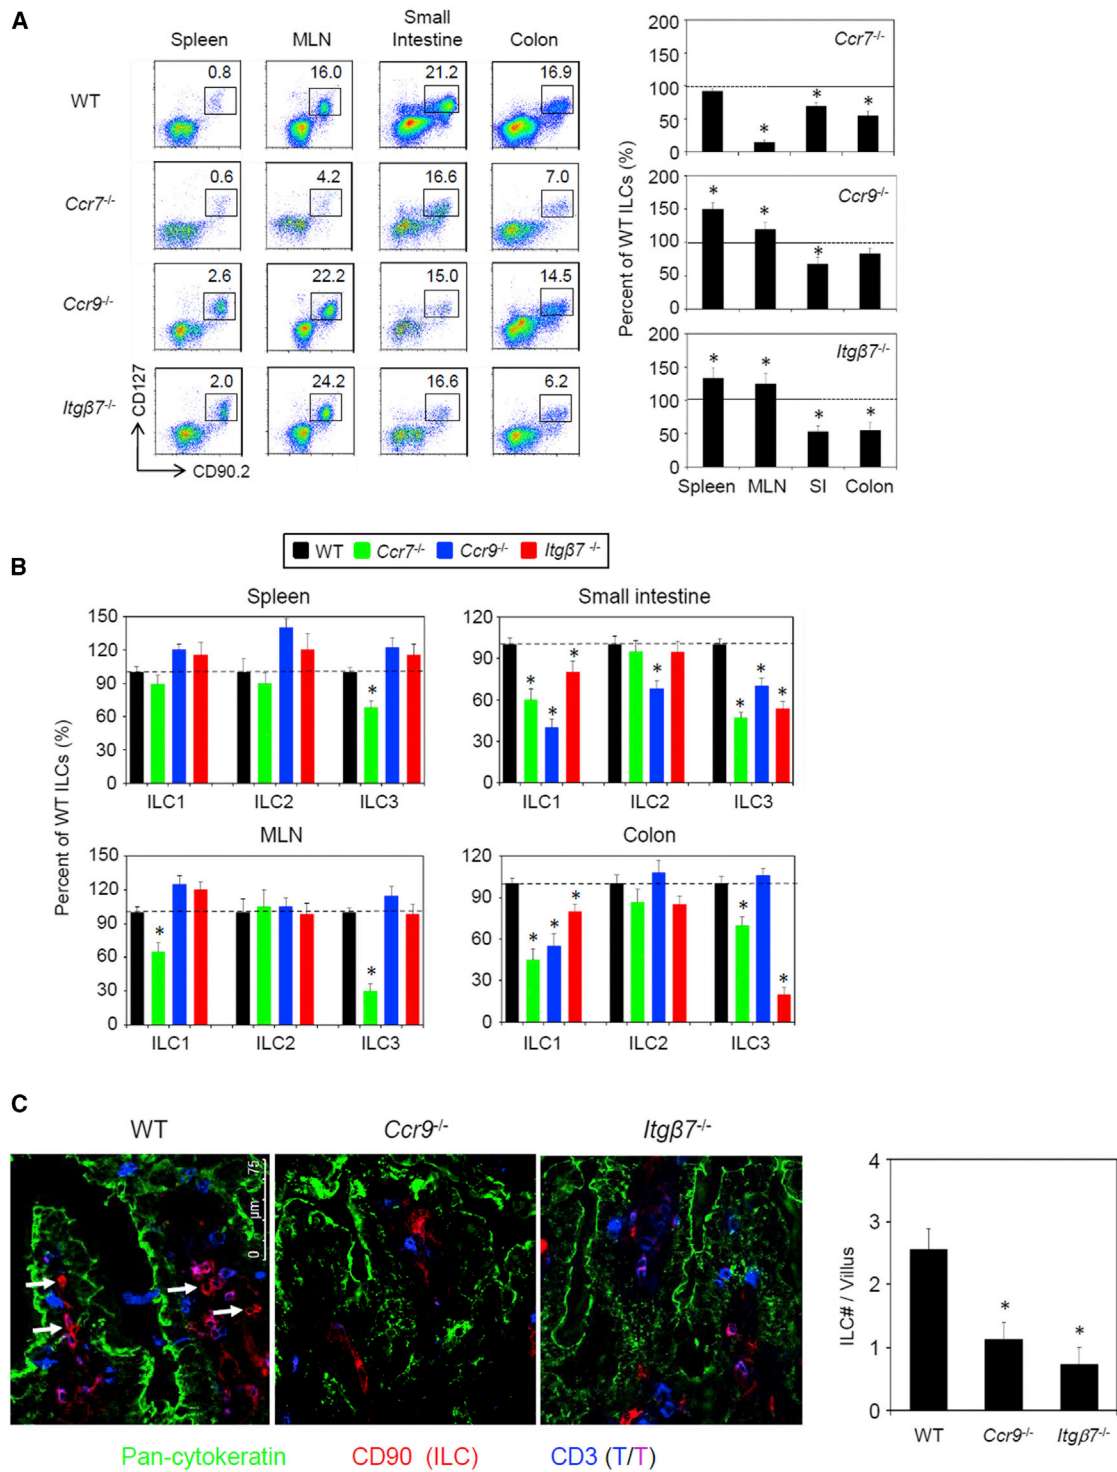 A
Spleen MLN Small Intestine Colon
WT 0.8 16.0 21.2 16.9
Ccr7-/- 0.6 4.2 16.6 7.0
Ccr9-/- 2.6 22.2 15.0 14.5
Itgβ7-/- 2.0 24.2 16.6 6.2
CD127
CD90.2
Percent of WT ILCs (%)
200
150
100
50
0
Ccr7-/-
*
*
*
200
150
100
50
0
Ccr9-/-
*
*
*
200
150
100
50
0
Itgβ7-/-
*
*
*
*
Spleen MLN SI Colon
B
WT Ccr7-/- Ccr9-/- Itgβ7 -/-
Percent of WT ILCs (%)
Spleen
150
120
90
60
30
0
*
ILC1 ILC2 ILC3
Small intestine
120
90
60
30
0
*
*
*
*
*
*
*
ILC1 ILC2 ILC3
MLN
150
120
90
60
30
0
*
*
ILC1 ILC2 ILC3
Colon
120
90
60
30
0
*
*
*
*
*
ILC1 ILC2 ILC3
C
WT Ccr9-/- Itgβ7-/-
0 µm 75
Pan-cytokeratin CD90 (ILC) CD3 (T/T)
ILC# / Villus
4
3
2
1
0
*
*
WT Ccr9-/- Itgβ7-/-